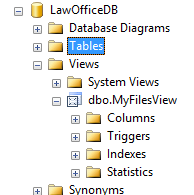 LawOfficeDB
Database Diagrams
Tables
Views
System Views
dbo.MyFilesView
Columns
Triggers
Indexes
Statistics
Synonyms